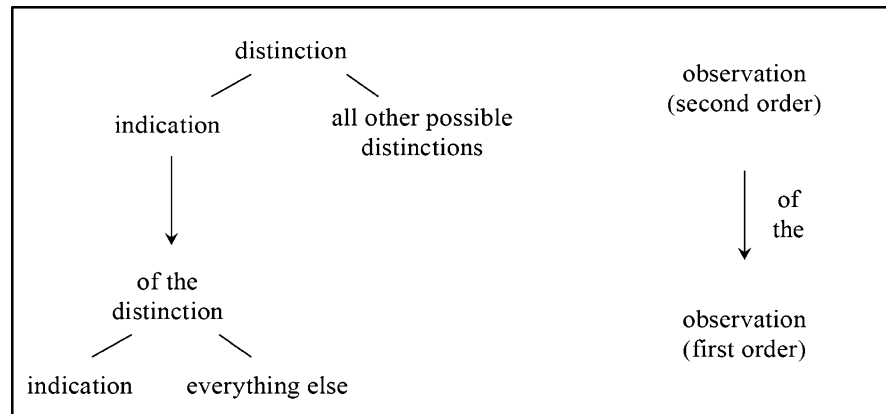 distinction
indication
all other possible
distinctions
of the
distinction
indication
everything else
observation
(second order)
of
the
observation
(first order)